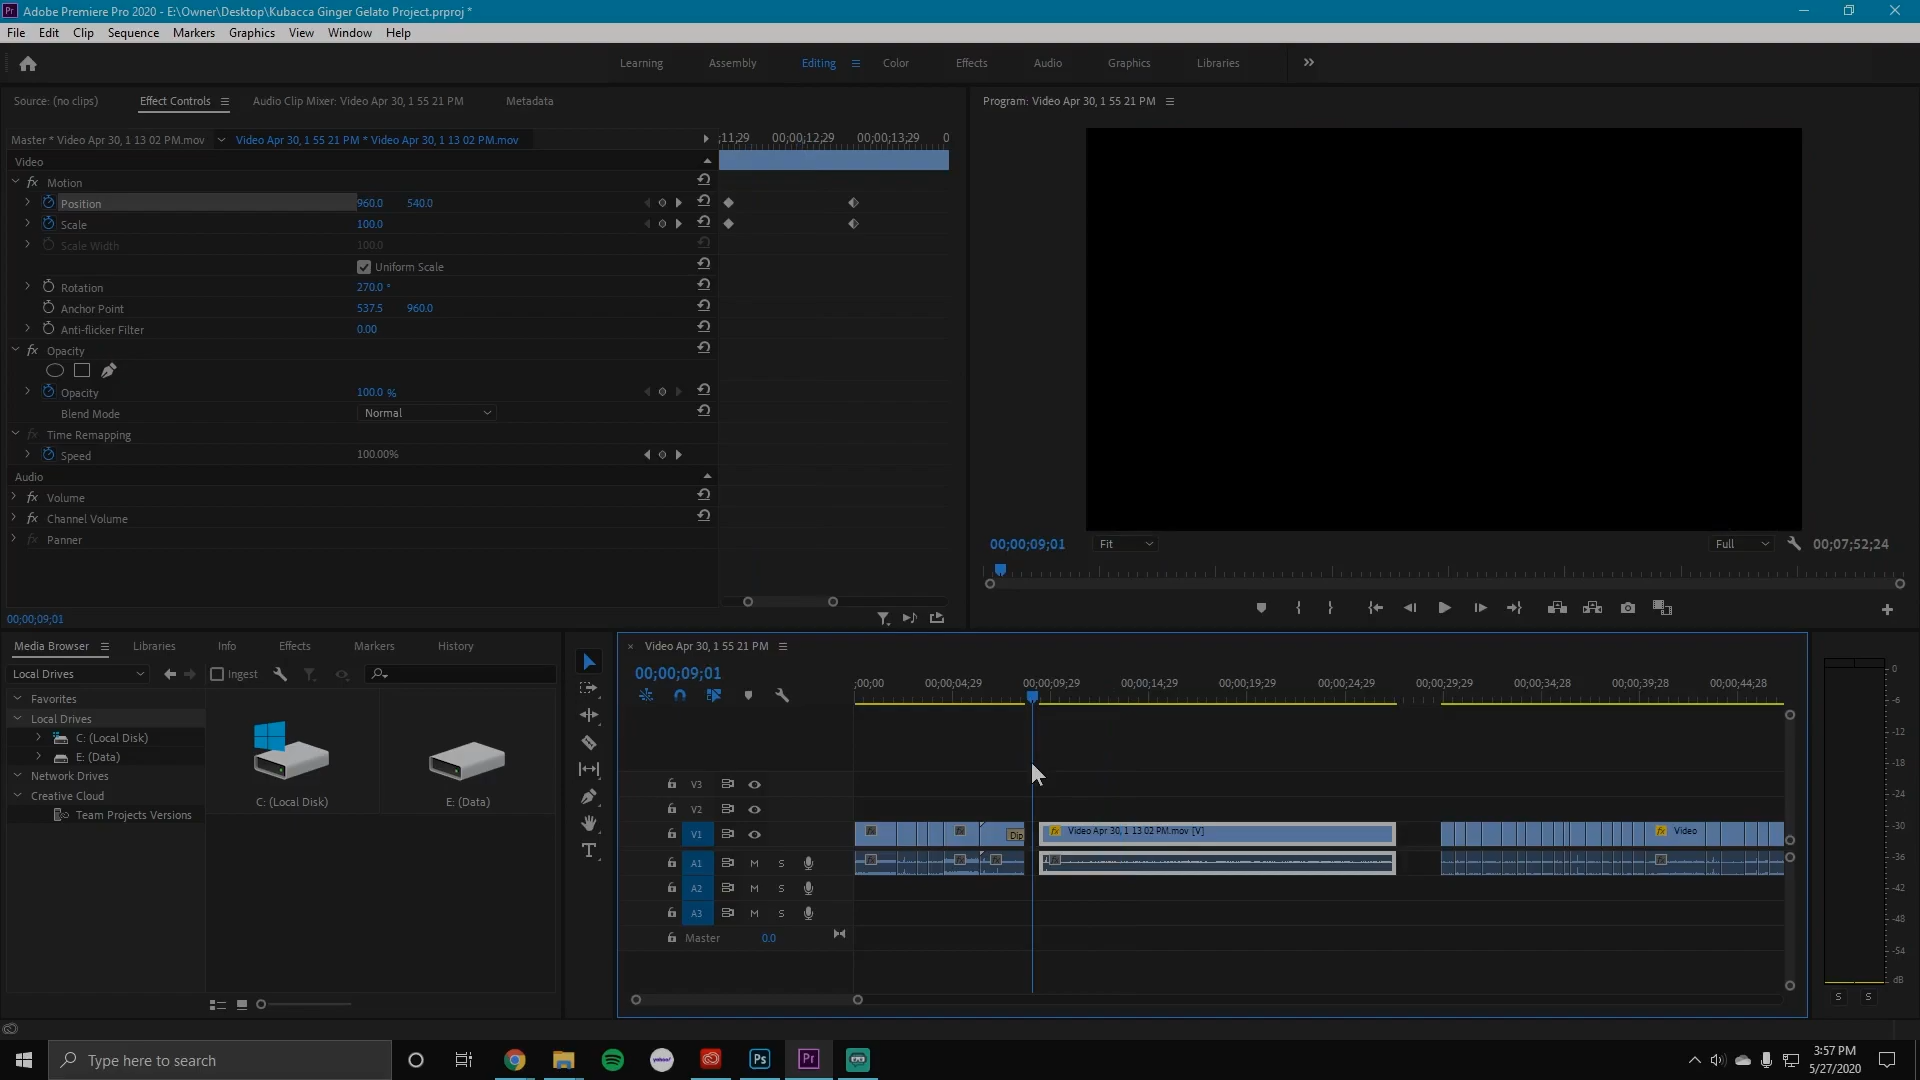 Adobe Premiere Pro 2020 - E:\Owner\Desktop\Kubacca Ginger Gelato Project.prproj *
File Edit Clip Sequence Markers Graphics View Window Help
Learning Assembly Editing Color Effects Audio Graphics Libraries
Source: (no clips) Effect Controls Audio Clip Mixer: Video Apr 30, 1 55 21 PM Metadata
Program: Video Apr 30, 1 55 21 PM
Master * Video Apr 30, 1 13 02 PM.mov Video Apr 30, 1 55 21 PM * Video Apr 30, 1 13 02 PM.mov
;11;29 00;00;12;29 00;00;13;29 0
Video
fx Motion
Position 960.0 540.0
Scale 100.0
Scale Width 100.0
Uniform Scale
Rotation 270.0 °
Anchor Point 537.5 960.0
Anti-flicker Filter 0.00
fx Opacity
Opacity 100.0 %
Blend Mode Normal
fx Time Remapping
Speed 100.00%
Audio
fx Volume
fx Channel Volume
fx Panner
00;00;09;01
00;00;09;01 Fit Full 00;07;52;24
Media Browser Libraries Info Effects Markers History
Local Drives Ingest
Favorites
Local Drives
C: (Local Disk)
E: (Data)
Network Drives
Creative Cloud
Team Projects Versions
C: (Local Disk) E: (Data)
× Video Apr 30, 1 55 21 PM
00;00;09;01
;00;00 00;00;04;29 00;00;09;29 00;00;14;29 00;00;19;29 00;00;24;29 00;00;29;29 00;00;34;28 00;00;39;28 00;00;44;28
V3
V2
V1 fx fx Dip fx Video Apr 30, 1 13 02 PM.mov [V] fx Video
A1 M S
A2 M S
A3 M S
Master 0.0
0
-6
-12
-18
-24
-30
-36
-42
-48
-54
dB
S S
Type here to search
yahoo!
Ps
Pr
3:57 PM
5/27/2020